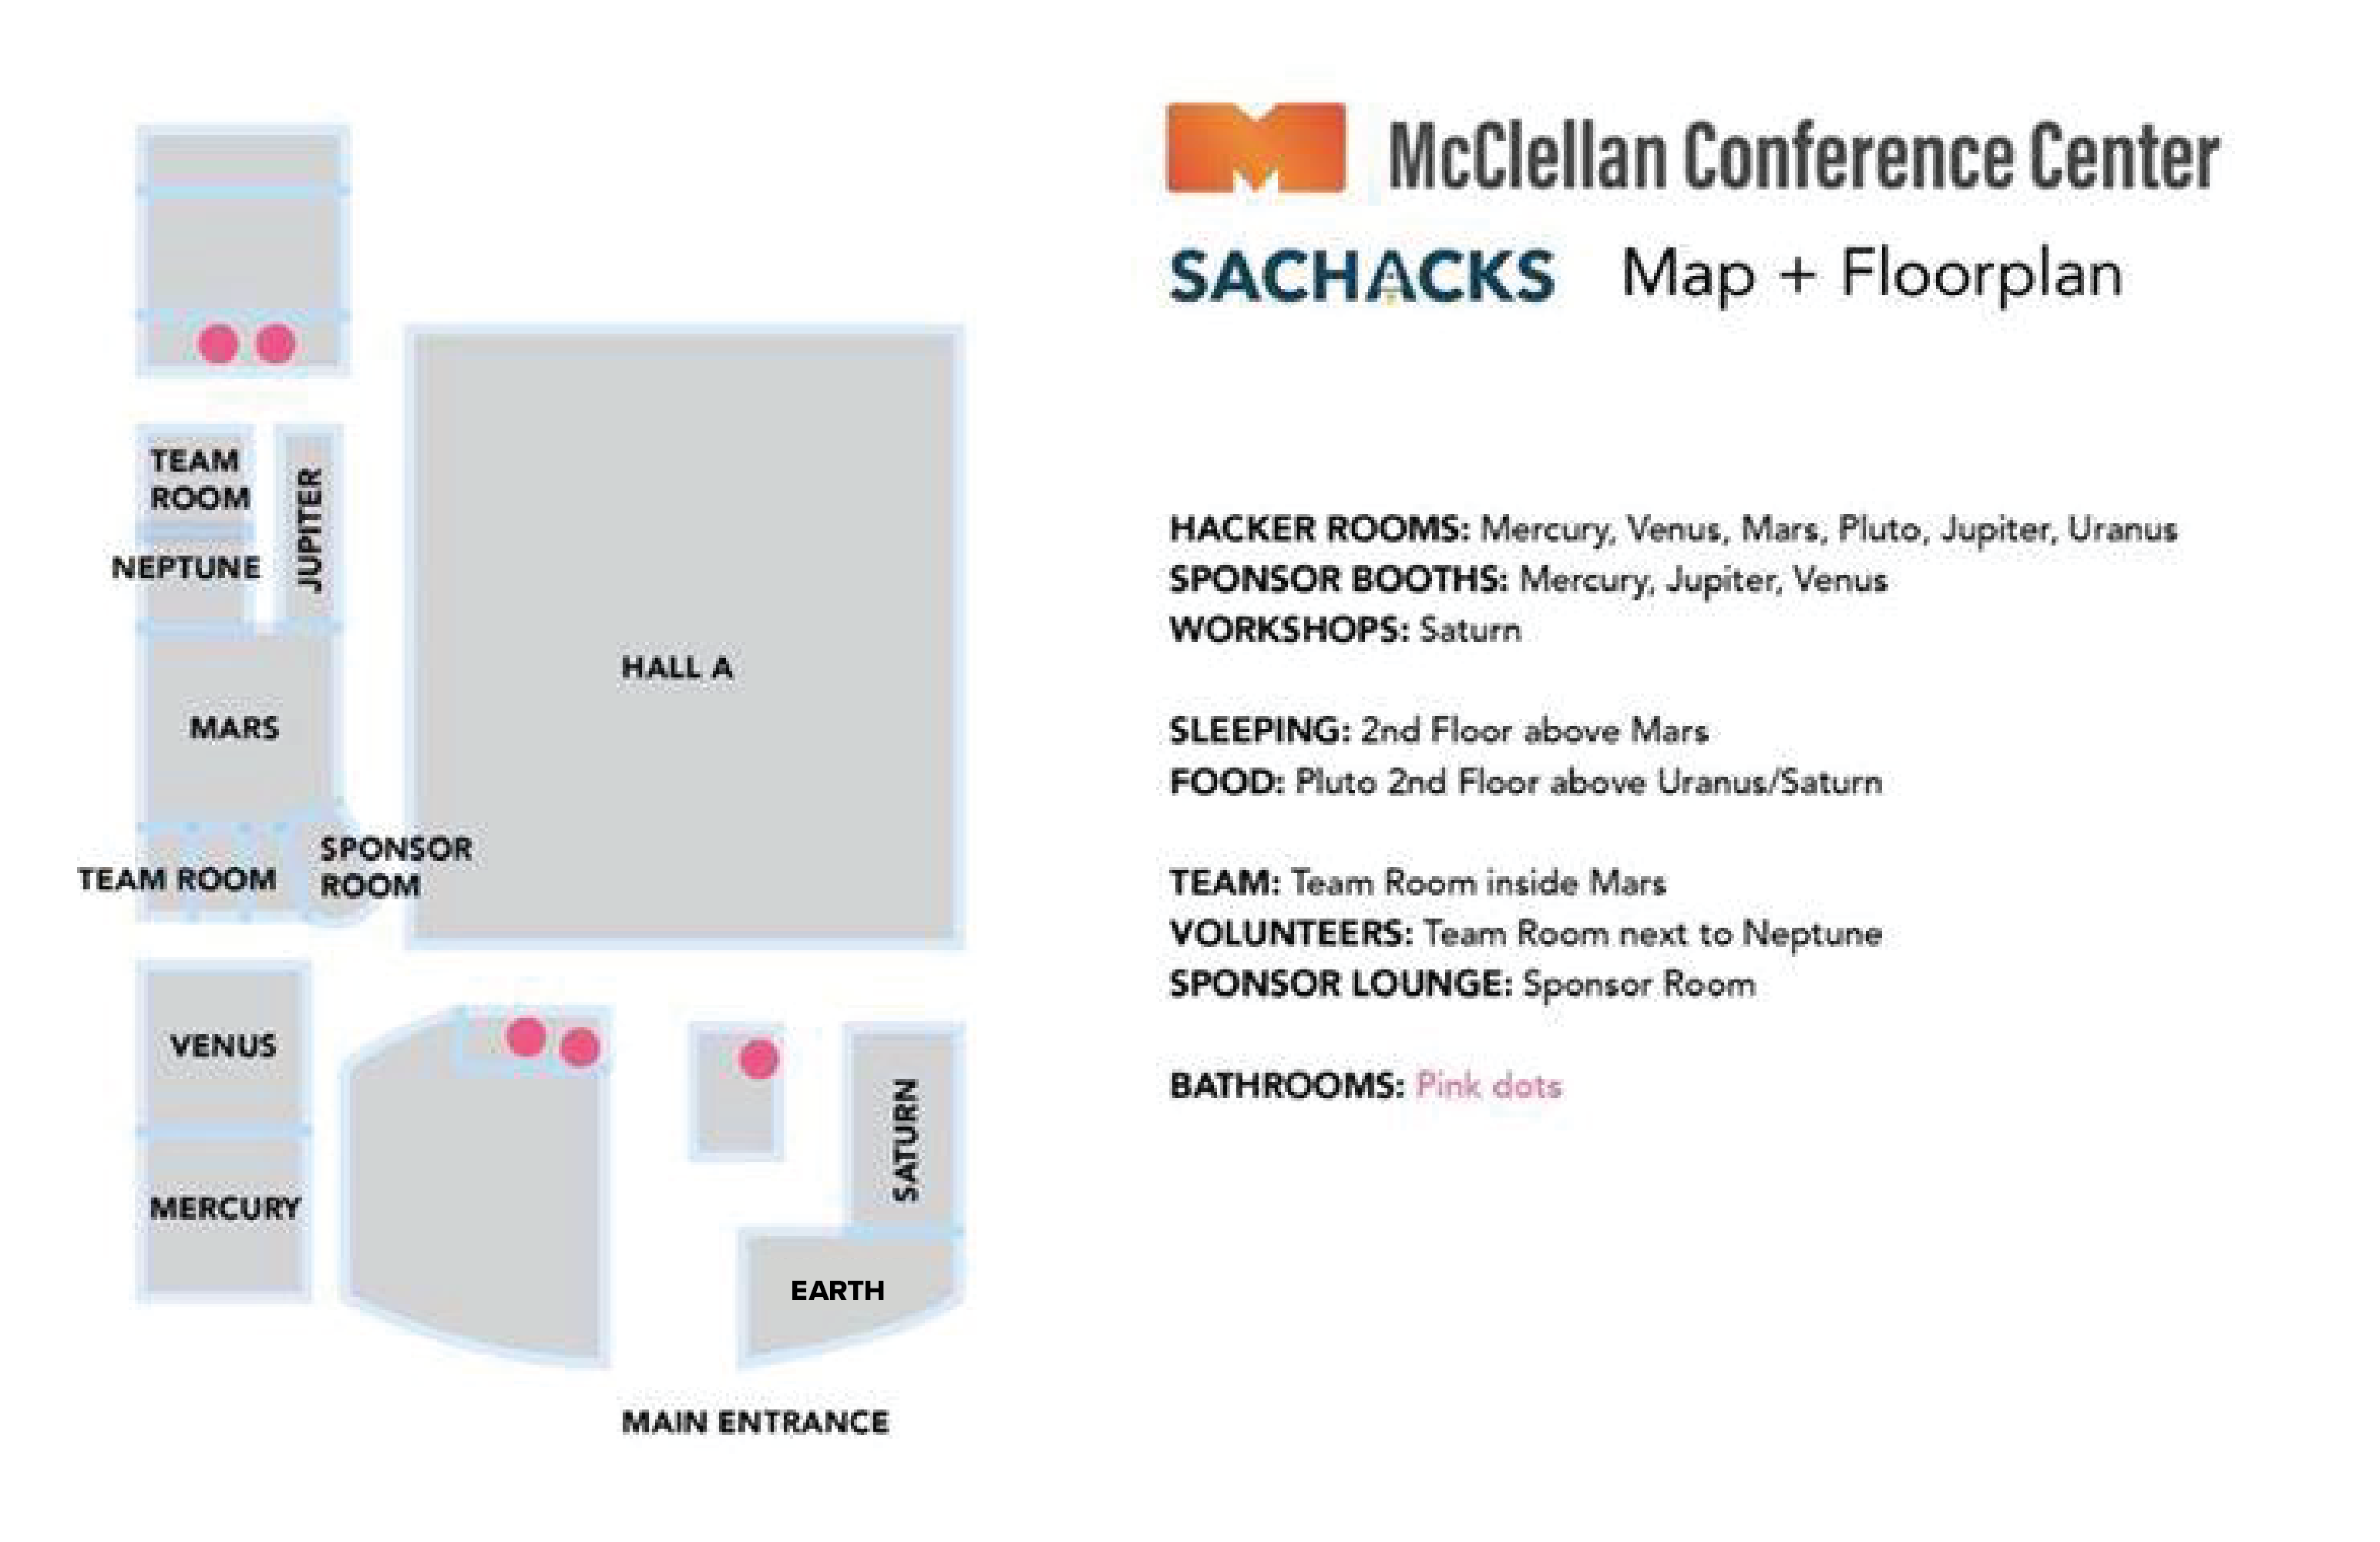 McClellan Conference Center
SACHACKS Map + Floorplan
TEAM
ROOM
JUPITER
NEPTUNE
HALL A
MARS
SPONSOR
ROOM
TEAM ROOM
VENUS
SATURN
MERCURY
EARTH
MAIN ENTRANCE
HACKER ROOMS: Mercury, Venus, Mars, Pluto, Jupiter, Uranus
SPONSOR BOOTHS: Mercury, Jupiter, Venus
WORKSHOPS: Saturn
SLEEPING: 2nd Floor above Mars
FOOD: Pluto 2nd Floor above Uranus/Saturn
TEAM: Team Room inside Mars
VOLUNTEERS: Team Room next to Neptune
SPONSOR LOUNGE: Sponsor Room
BATHROOMS: Pink dots